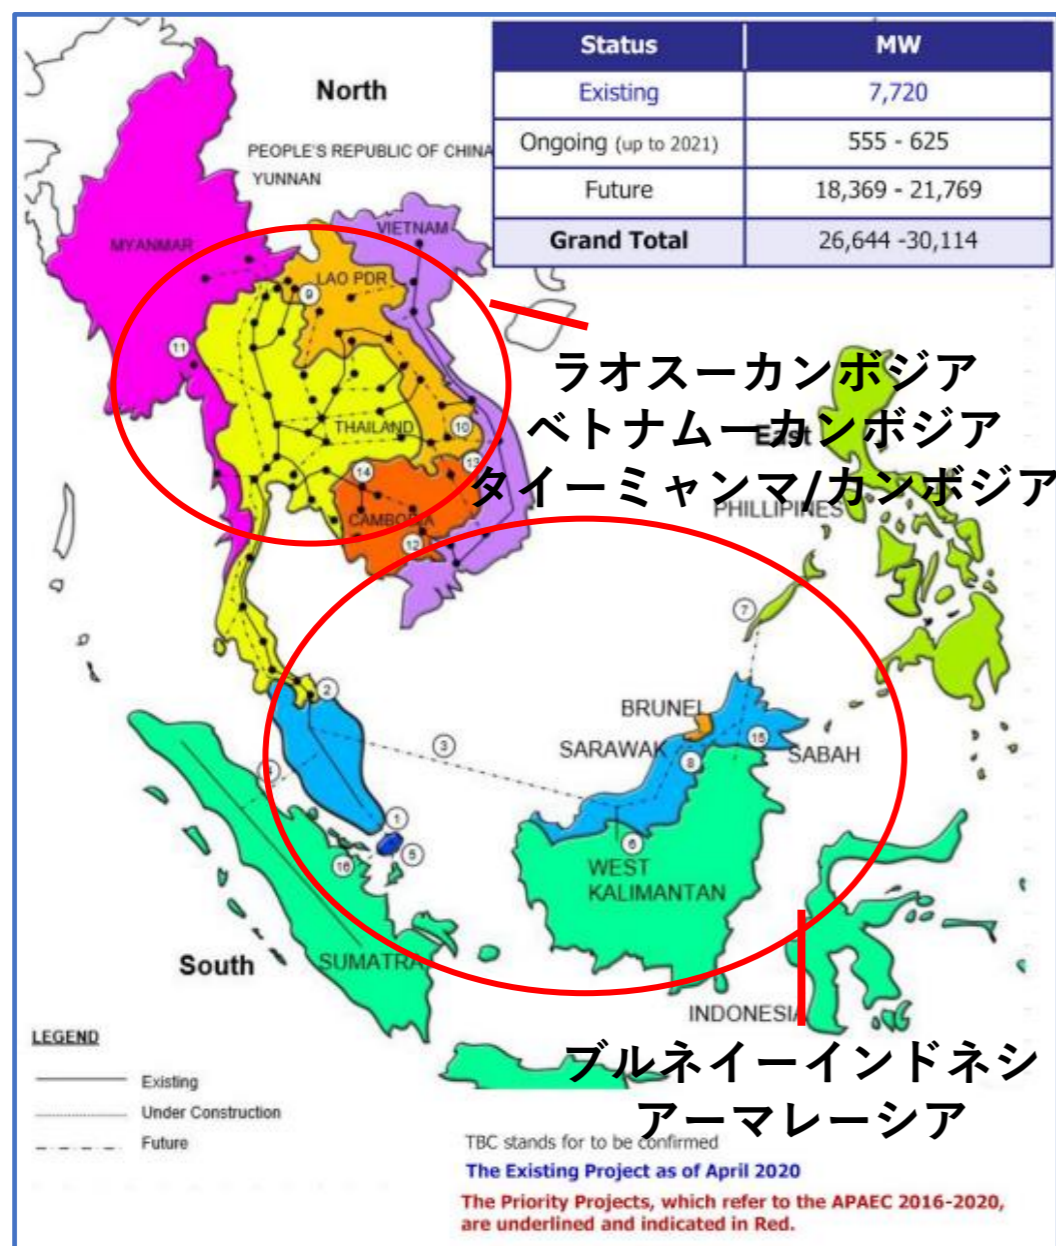 Status MW
Existing 7,720
Ongoing (up to 2021) 555 - 625
Future 18,369 - 21,769
Grand Total 26,644 -30,114
North
PEOPLE'S REPUBLIC OF CHINA
YUNNAN
VIETNAM
MYANMAR
LAO PDR
9
11
ラオスーカンボジア
ベトナムーカンボジア
タイーミャンマ/カンボジア
THAILAND
10
East
14
13
CAMBODIA
12
PHILLIPINES
7
2
BRUNEI
3
SARAWAK
15
SABAH
8
4
1
6
5
16
WEST
KALIMANTAN
South
SUMATRA
INDONESIA
ブルネイーインドネシ
アーマレーシア
LEGEND
Existing
Under Construction
Future
TBC stands for to be confirmed
The Existing Project as of April 2020
The Priority Projects, which refer to the APAEC 2016-2020,
are underlined and indicated in Red.